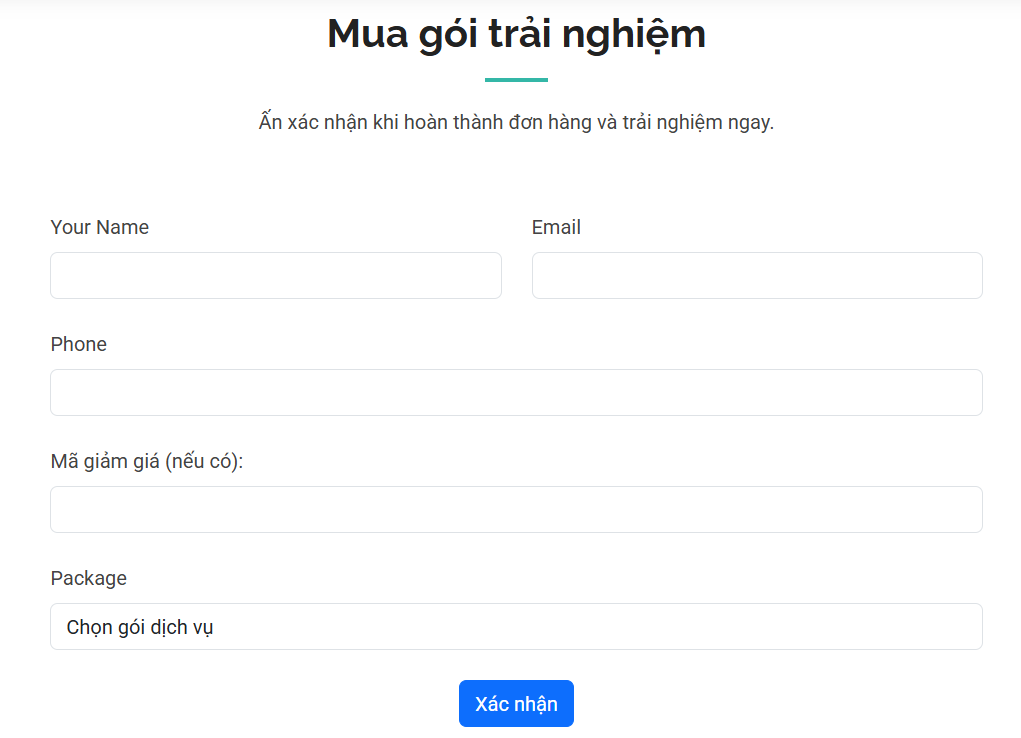 Mua gói trải nghiệm
Ấn xác nhận khi hoàn thành đơn hàng và trải nghiệm ngay.
Your Name
Email
Phone
Mã giảm giá (nếu có):
Package
Chọn gói dịch vụ
Xác nhận